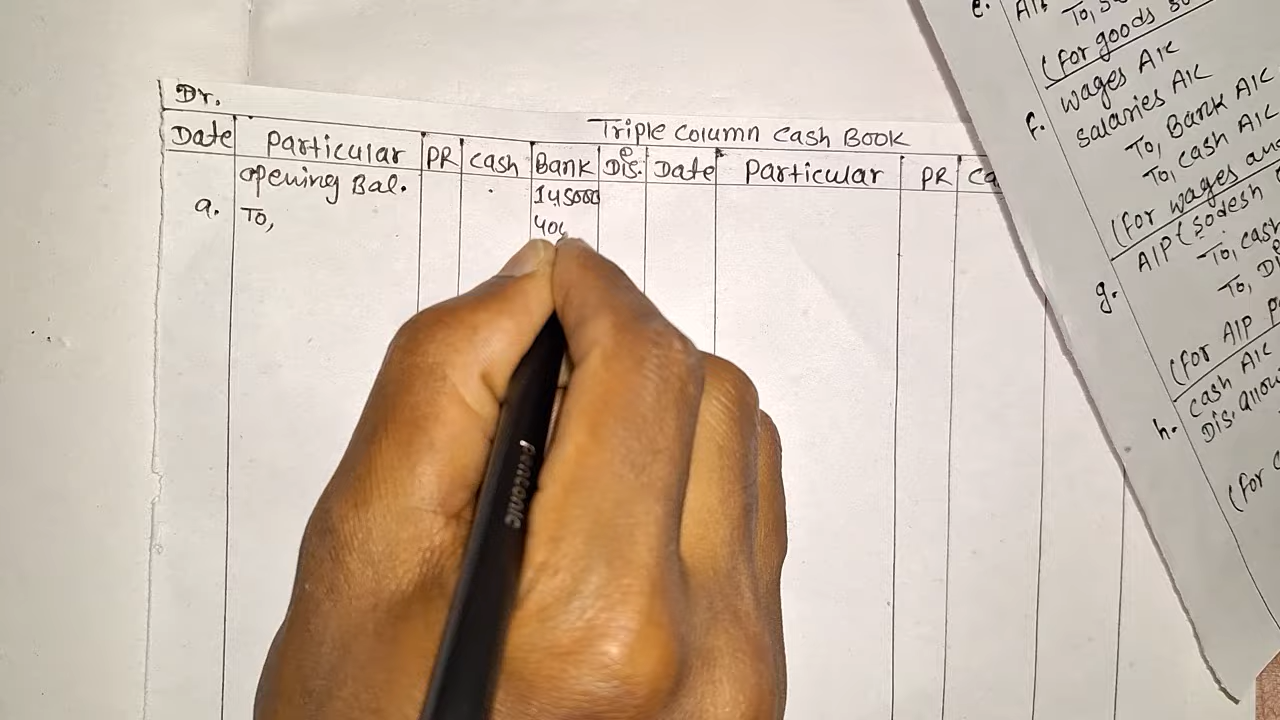 Dr.
Triple Column Cash Book
Date Particular PR Cash Bank Dis. Date Particular PR
Opening Bal. 145000
a. To,
penconic
e.
To,
(For goods
f. wages A/C
salaries A/C
To, Bank A/C
To, cash A/C
(For wages and
g. A/P (Sodesh
To, cash
To,
(For A/P
h. cash A/C
Dis. allow
(For